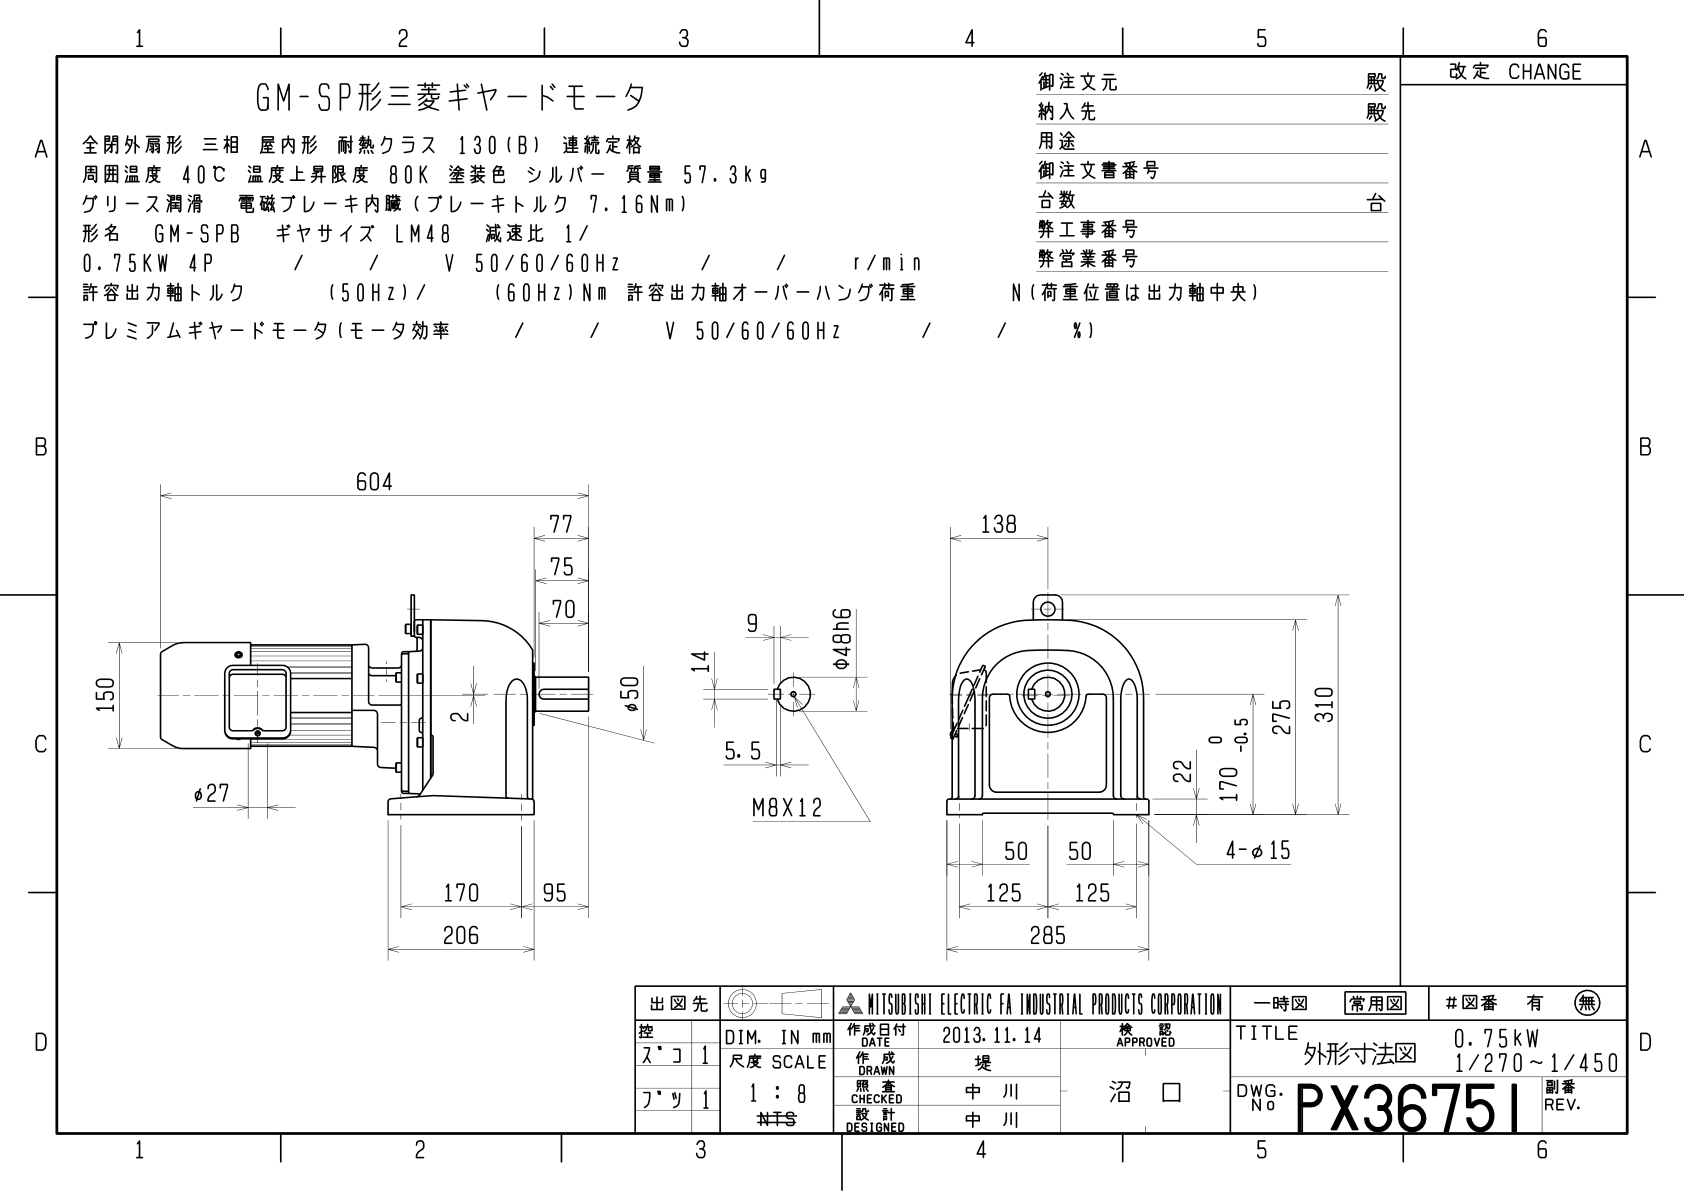 1 2 3 4 5 6
改定 CHANGE
GM-SP形三菱ギヤードモータ
全閉外扇形 三相 屋内形 耐熱クラス 130(B) 連続定格
周囲温度 40℃ 温度上昇限度 80K 塗装色 シルバー 質量 57.3kg
グリース潤滑 電磁ブレーキ内臓(ブレーキトルク 7.16Nm)
形名 GM-SPB ギヤサイズ LM48 減速比 1/
0.75KW 4P / / V 50/60/60Hz / / r/min
許容出力軸トルク (50Hz)/ (60Hz)Nm 許容出力軸オーバーハング荷重 N(荷重位置は出力軸中央)
プレミアムギヤードモータ(モータ効率 / / V 50/60/60Hz / / %)
御注文元 殿
納入先 殿
用途
御注文書番号
台数 台
弊工事番号
弊営業番号
A A
B B
C C
D D
604
77
75
70
150
2
φ50
φ27
170 95
206
9
14
φ48h6
5.5
M8X12
138
310
275
0
170 -0.5
22
50 50
4-φ15
125 125
285
出図先
控
ズコ 1
ブツ 1
DIM. IN mm
尺度 SCALE
1 : 8
NTS
MITSUBISHI ELECTRIC FA INDUSTRIAL PRODUCTS CORPORATION
作成日付 DATE 2013.11.14
作成 DRAWN 堤
照査 CHECKED 中川
設計 DESIGNED 中川
検認 APPROVED
沼口
一時図 常用図 #図番 有 無
TITLE
外形寸法図
0.75kW
1/270~1/450
DWG. No PX36751
副番 REV.
1 2 3 4 5 6